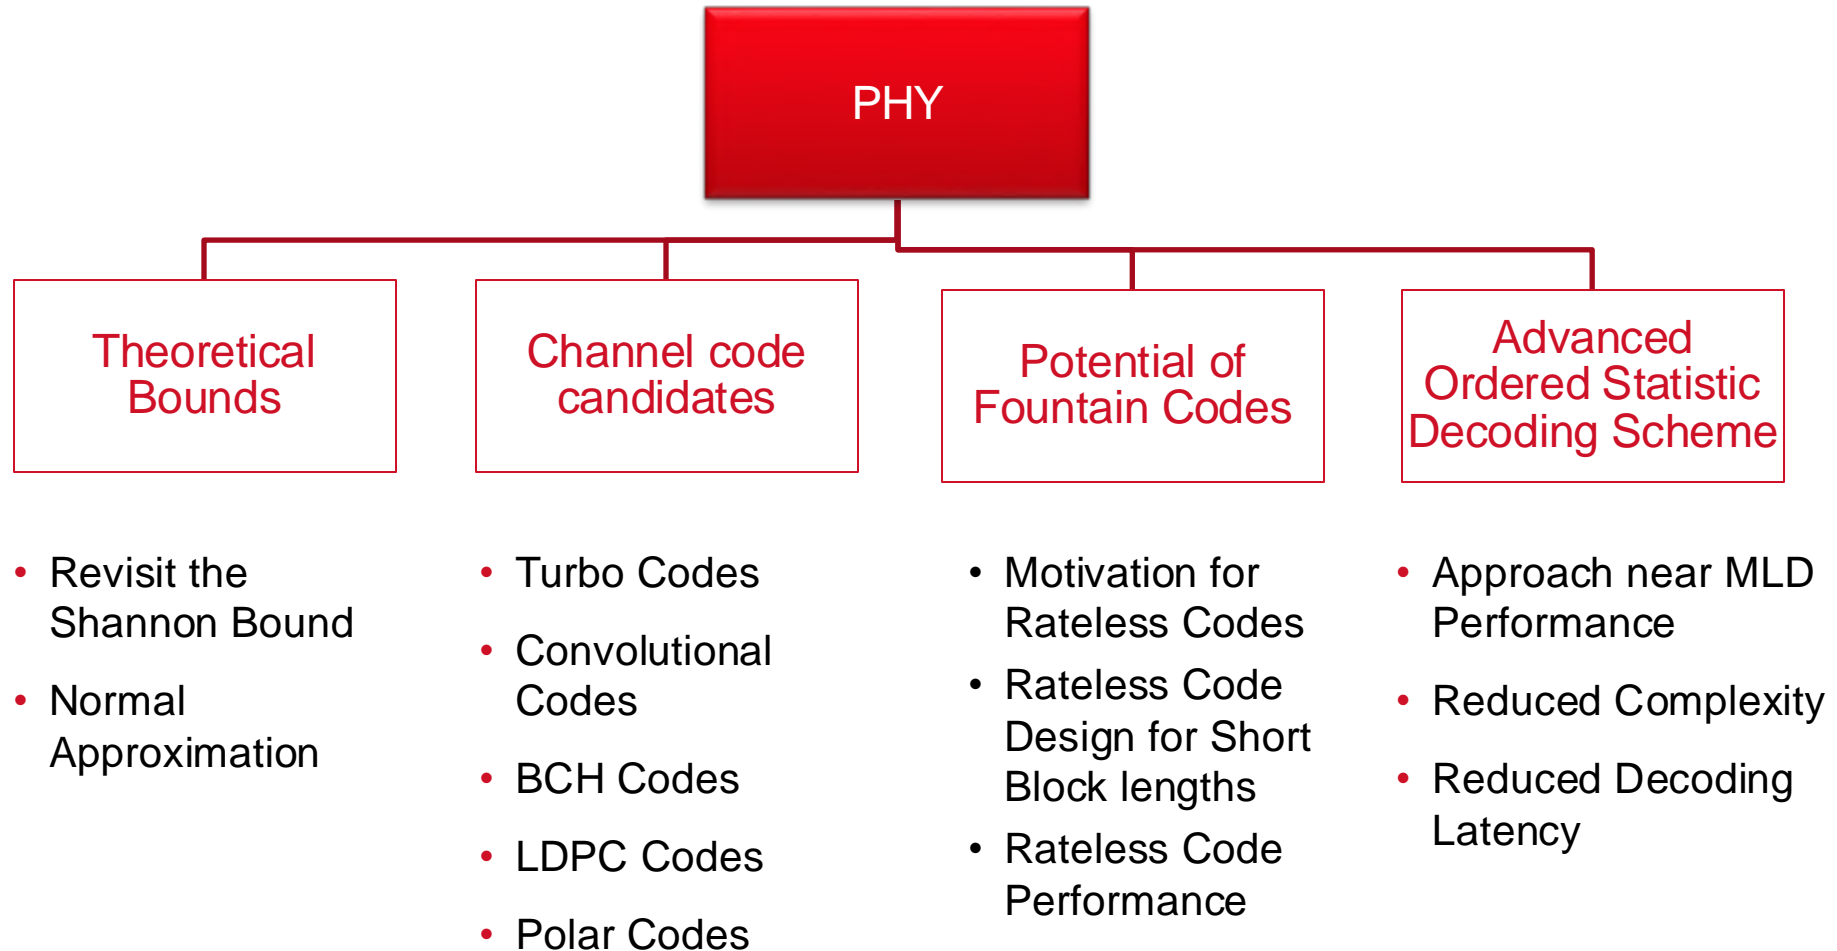 PHY
Theoretical
Bounds
• Revisit the
Shannon Bound
• Normal
Approximation
Channel code
candidates
• Turbo Codes
• Convolutional
Codes
• BCH Codes
• LDPC Codes
• Polar Codes
Potential of
Fountain Codes
• Motivation for
Rateless Codes
• Rateless Code
Design for Short
Block lengths
• Rateless Code
Performance
Advanced
Ordered Statistic
Decoding Scheme
• Approach near MLD
Performance
• Reduced Complexity
• Reduced Decoding
Latency